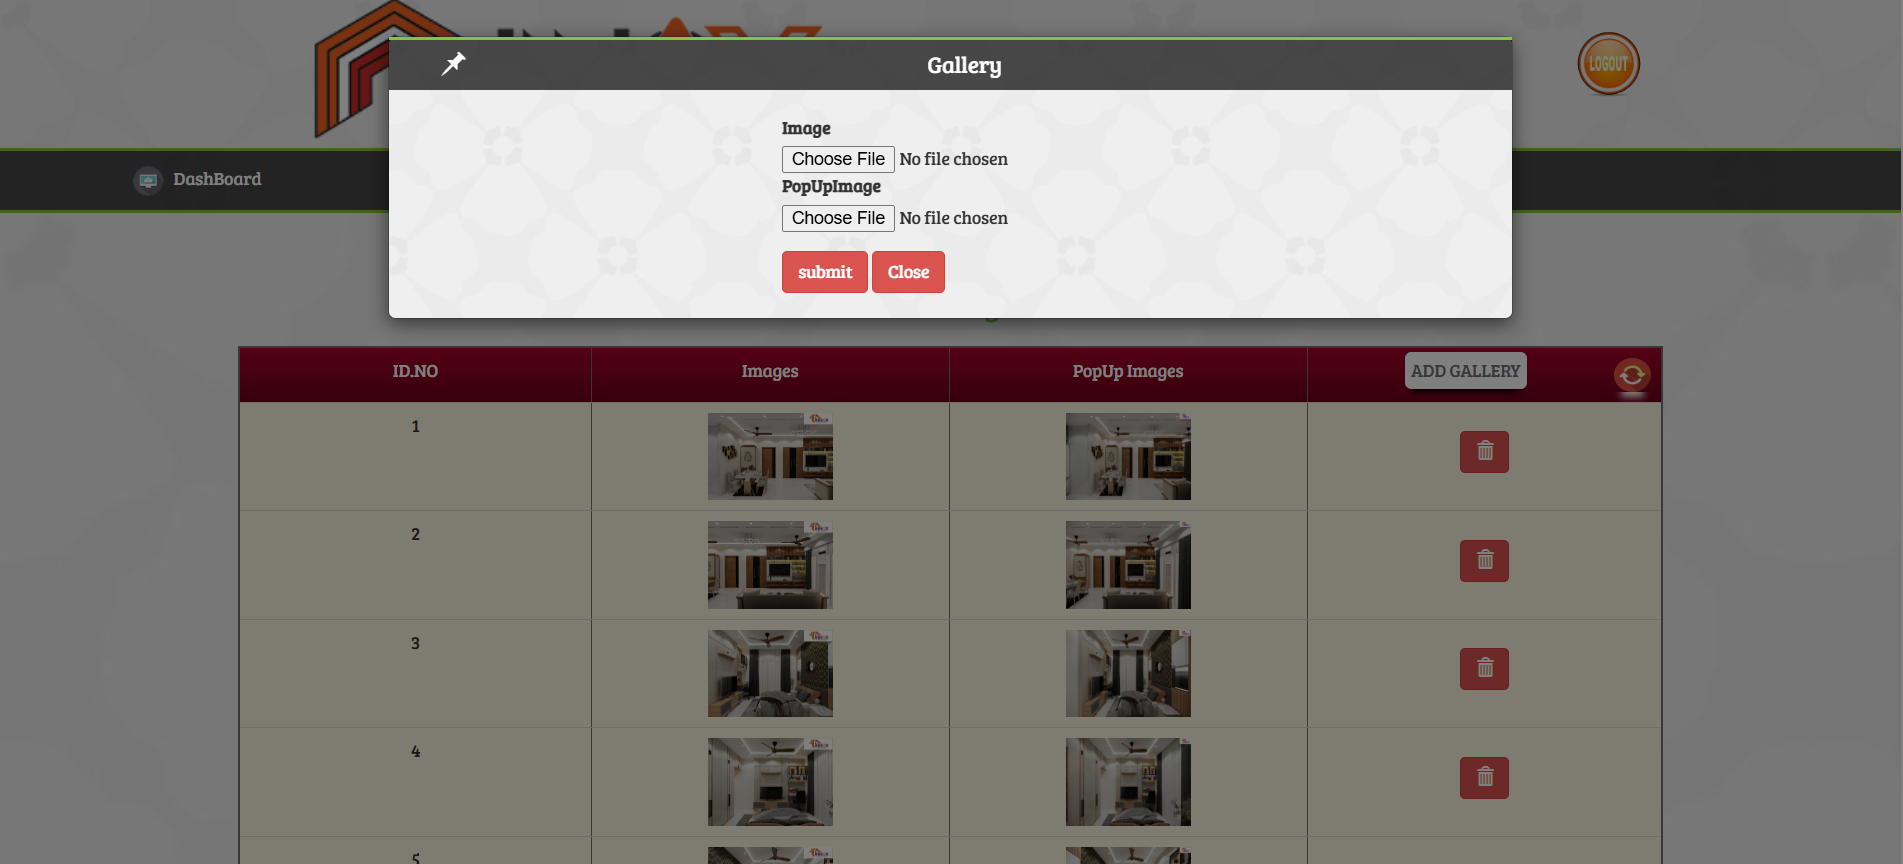 LOGOUT
Gallery
Image
Choose File No file chosen
PopUpImage
Choose File No file chosen
submit Close
DashBoard
ID.NO Images PopUp Images ADD GALLERY
1
2
3
4
5